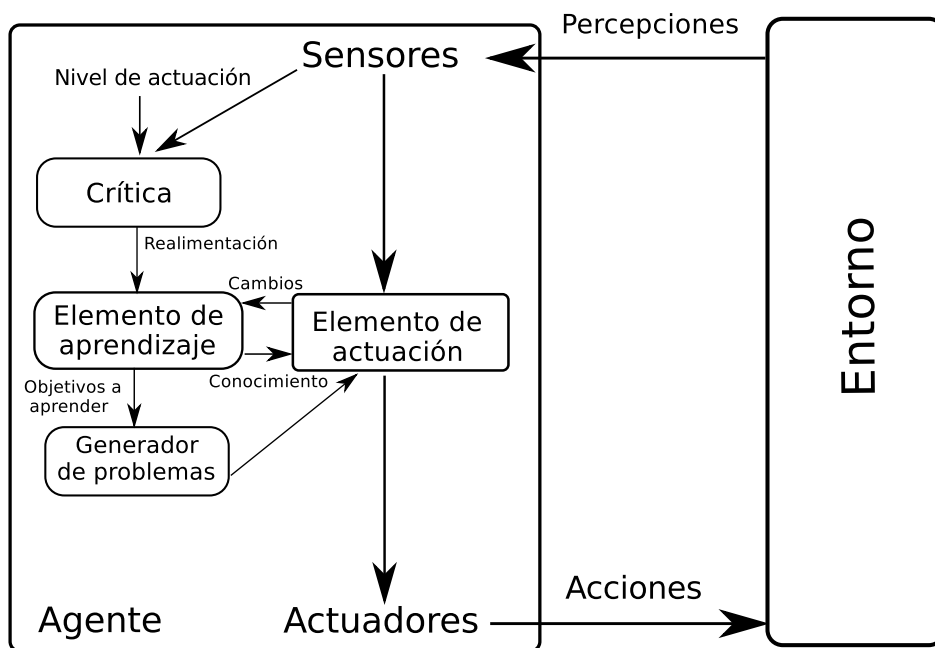 Percepciones
Sensores
Nivel de actuación
Crítica
Realimentación
Cambios
Elemento de
aprendizaje
Elemento de
actuación
Conocimiento
Objetivos a
aprender
Generador
de problemas
Entorno
Acciones
Agente
Actuadores